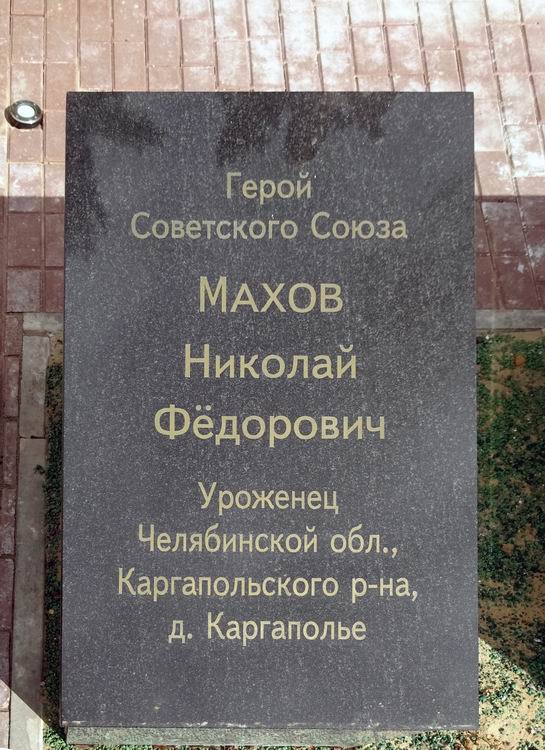 Герой
Советского Союза
МАХОВ
Николай
Фёдорович
Уроженец
Челябинской обл.,
Каргапольского р-на,
д. Каргаполье